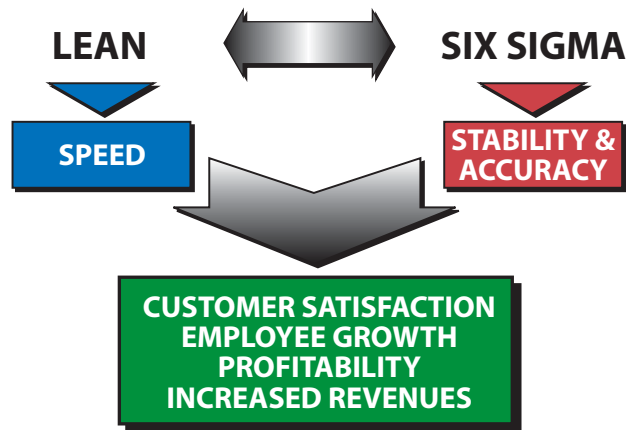 LEAN
SIX SIGMA
SPEED
STABILITY &
ACCURACY
CUSTOMER SATISFACTION
EMPLOYEE GROWTH
PROFITABILITY
INCREASED REVENUES